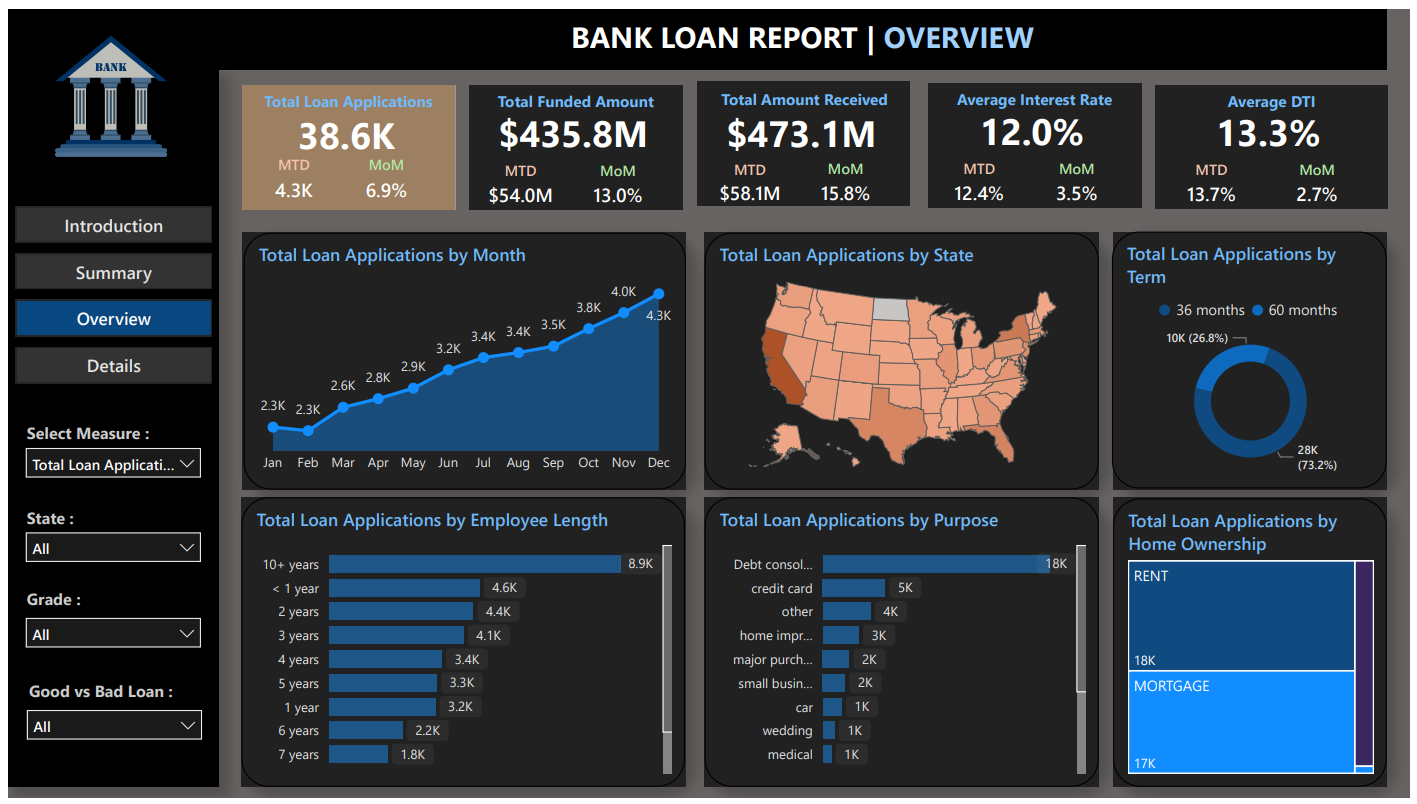 BANK
BANK LOAN REPORT | OVERVIEW
Total Loan Applications
38.6K
MTD MoM
4.3K 6.9%
Total Funded Amount
$435.8M
MTD MoM
$54.0M 13.0%
Total Amount Received
$473.1M
MTD MoM
$58.1M 15.8%
Average Interest Rate
12.0%
MTD MoM
12.4% 3.5%
Average DTI
13.3%
MTD MoM
13.7% 2.7%
Introduction
Summary
Overview
Details
Select Measure :
Total Loan Applicati...
State :
All
Grade :
All
Good vs Bad Loan :
All
Total Loan Applications by Month
2.3K 2.3K 2.6K 2.8K 2.9K 3.2K 3.4K 3.4K 3.5K 3.8K 4.0K 4.3K
Jan Feb Mar Apr May Jun Jul Aug Sep Oct Nov Dec
Total Loan Applications by State
Total Loan Applications by
Term
36 months 60 months
10K (26.8%)
28K
(73.2%)
Total Loan Applications by Employee Length
10+ years 8.9K
< 1 year 4.6K
2 years 4.4K
3 years 4.1K
4 years 3.4K
5 years 3.3K
1 year 3.2K
6 years 2.2K
7 years 1.8K
Total Loan Applications by Purpose
Debt consol... 18K
credit card 5K
other 4K
home impr... 3K
major purch... 2K
small busin... 2K
car 1K
wedding 1K
medical 1K
Total Loan Applications by
Home Ownership
RENT
18K
MORTGAGE
17K